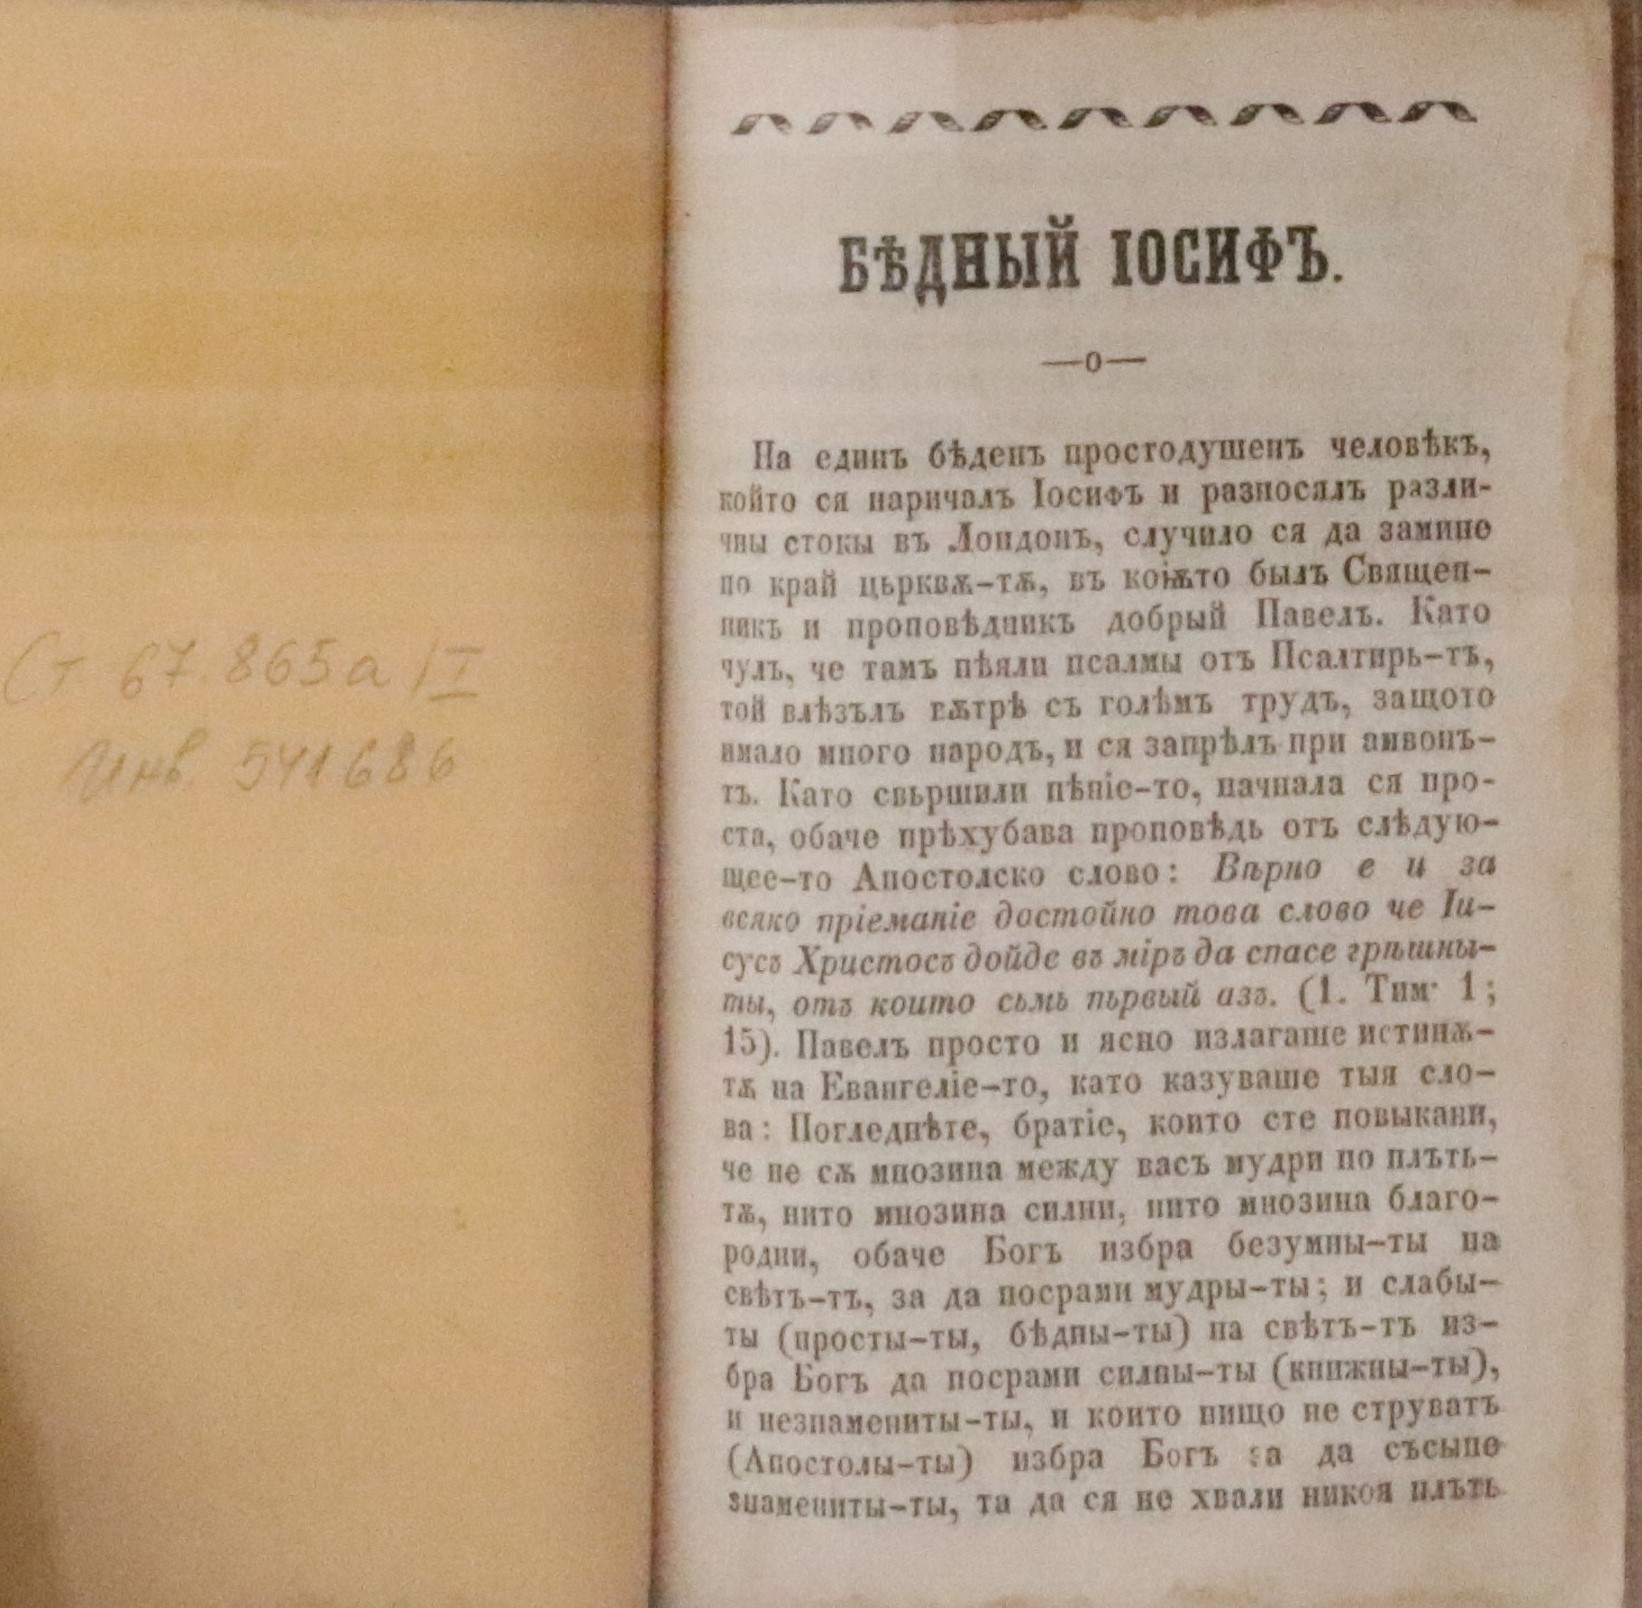 Ст 67.865а/I
Инв. 541686
БѢДНЫЙ ІОСИФЪ.
—о—
На единъ бѣденъ простодушенъ человѣкъ,
който ся наричалъ Іосифъ и разносялъ разли-
чны стокы въ Лондонъ, случило ся да замине
по край църквѫ-тѫ, въ коѭто былъ Священ-
никъ и проповѣдникъ добрый Павелъ. Като
чулъ, че тамъ пѣяли псалмы отъ Псалтирь-тъ,
той влѣзълъ вѫтрѣ съ голѣмъ трудъ, защото
имало много народъ, и ся запрѣлъ при амвонъ-
тъ. Като свьршили пѣніе-то, начнала ся про-
ста, обаче прѣхубава проповѣдь отъ слѣдую-
щее-то Апостолско слово: Вѣрно е и за
всяко пріеманіе достойно това слово че Іи-
сусъ Христосъ дойде въ міръ да спасе грѣшны-
ты, отъ които сьмь пьрвый азъ. (1. Тим· 1;
15). Павелъ просто и ясно излагаше истинѫ-
тѫ на Евангеліе-то, като казуваше тыя сло-
ва: Погледнѣте, братіе, които сте повыкани,
че не сѫ мнозина между васъ мудри по плъть-
тѫ, нито мнозина силни, нито мнозина благо-
родни, обаче Богъ избра безумны-ты на
свѣтъ-тъ, за да посрами мудры-ты; и слабы-
ты (просты-ты, бѣдны-ты) на свѣтъ-тъ из-
бра Богъ да посрами силны-ты (книжны-ты),
и незнамениты-ты, и които нищо не струватъ
(Апостолы-ты) избра Богъ за да съсыпе
знамениты-ты, та да ся не хвали никоя плъть